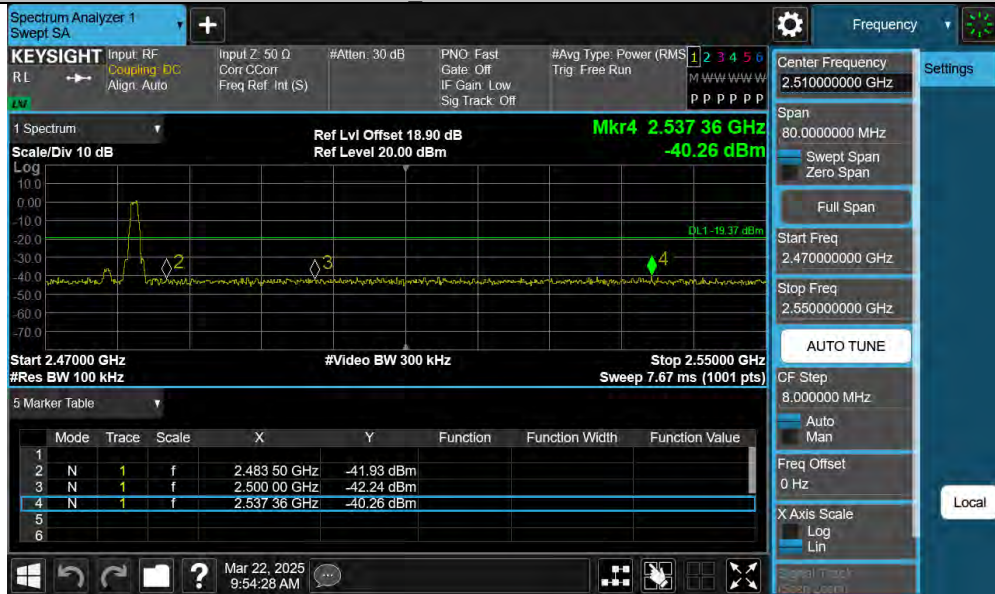 Spectrum Analyzer 1
Swept SA
Frequency
KEYSIGHT Input: RF
RL
Coupling: DC
Align: Auto
LNI
Input Z: 50 Ω
Corr CCorr
Freq Ref: Int (S)
#Atten: 30 dB
PNO: Fast
Gate: Off
IF Gain: Low
Sig Track: Off
#Avg Type: Power (RMS
Trig: Free Run
1 2 3 4 5 6
M W W W W W
P P P P P P
1 Spectrum
Scale/Div 10 dB
Log
Ref Lvl Offset 18.90 dB
Ref Level 20.00 dBm
Mkr4 2.537 36 GHz
-40.26 dBm
10.0
0.00
-10.0
-20.0
-30.0
-40.0
-50.0
-60.0
-70.0
DL1 -19.37 dBm
2
3
4
Start 2.47000 GHz
#Video BW 300 kHz
Stop 2.55000 GHz
#Res BW 100 kHz
Sweep 7.67 ms (1001 pts)
5 Marker Table
Mode Trace Scale X Y Function Function Width Function Value
1
2 N 1 f 2.483 50 GHz -41.93 dBm
3 N 1 f 2.500 00 GHz -42.24 dBm
4 N 1 f 2.537 36 GHz -40.26 dBm
5
6
?
Mar 22, 2025
9:54:28 AM
Center Frequency
2.510000000 GHz
Span
80.0000000 MHz
Swept Span
Zero Span
Full Span
Start Freq
2.470000000 GHz
Stop Freq
2.550000000 GHz
AUTO TUNE
CF Step
8.000000 MHz
Auto
Man
Freq Offset
0 Hz
X Axis Scale
Log
Lin
Signal Track
(Span Zoom)
Settings
Local